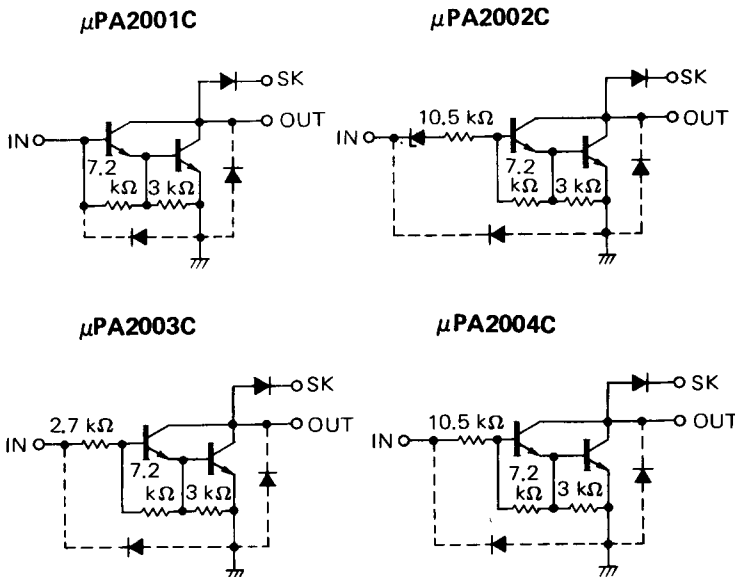 μPA2001C
SK
OUT
IN
7.2
kΩ
3 kΩ
μPA2002C
SK
10.5 kΩ
OUT
IN
7.2
kΩ
3 kΩ
μPA2003C
SK
2.7 kΩ
OUT
IN
7.2
kΩ
3 kΩ
μPA2004C
SK
10.5 kΩ
OUT
IN
7.2
kΩ
3 kΩ